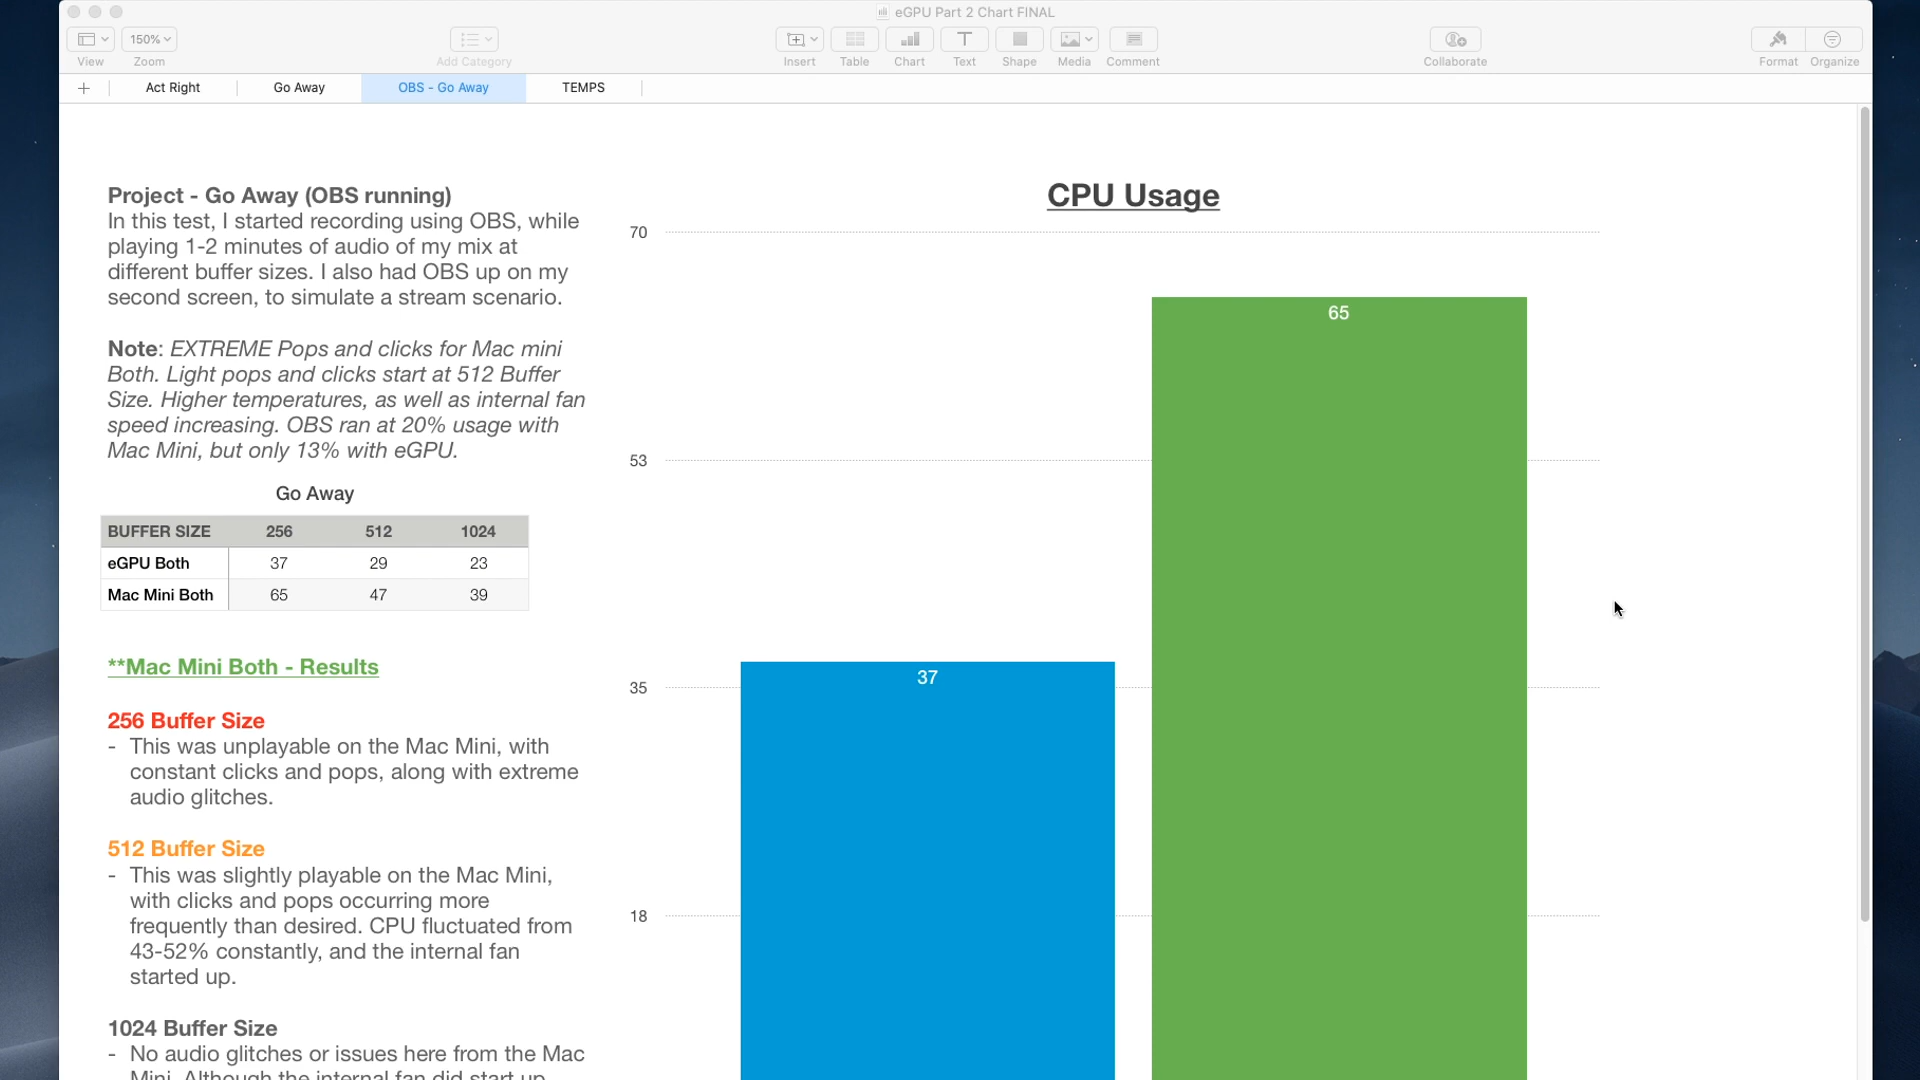 eGPU Part 2 Chart FINAL
150%
View
Zoom
Add Category
Insert
Table
Chart
Text
Shape
Media
Comment
Collaborate
Format
Organize
+
Act Right
Go Away
OBS - Go Away
TEMPS
Project - Go Away (OBS running)
In this test, I started recording using OBS, while
playing 1-2 minutes of audio of my mix at
different buffer sizes. I also had OBS up on my
second screen, to simulate a stream scenario.
Note: EXTREME Pops and clicks for Mac mini
Both. Light pops and clicks start at 512 Buffer
Size. Higher temperatures, as well as internal fan
speed increasing. OBS ran at 20% usage with
Mac Mini, but only 13% with eGPU.
Go Away
BUFFER SIZE 256 512 1024
eGPU Both 37 29 23
Mac Mini Both 65 47 39
**Mac Mini Both - Results
256 Buffer Size
- This was unplayable on the Mac Mini, with
constant clicks and pops, along with extreme
audio glitches.
512 Buffer Size
- This was slightly playable on the Mac Mini,
with clicks and pops occurring more
frequently than desired. CPU fluctuated from
43-52% constantly, and the internal fan
started up.
1024 Buffer Size
- No audio glitches or issues here from the Mac
Mini. Although the internal fan did start up
CPU Usage
70
65
53
37
35
18